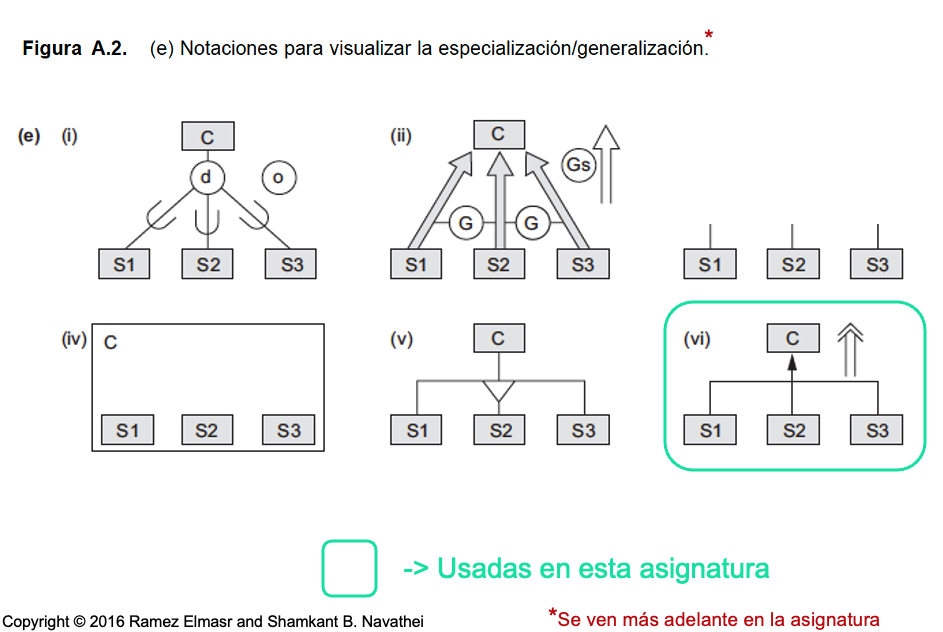 Figura A.2. (e) Notaciones para visualizar la especialización/generalización.*
(e) (i) C d o S1 S2 S3
(ii) C Gs G G S1 S2 S3
S1 S2 S3
(iv) C S1 S2 S3
(v) C S1 S2 S3
(vi) C S1 S2 S3
-> Usadas en esta asignatura
Copyright © 2016 Ramez Elmasr and Shamkant B. Navathei
*Se ven más adelante en la asignatura